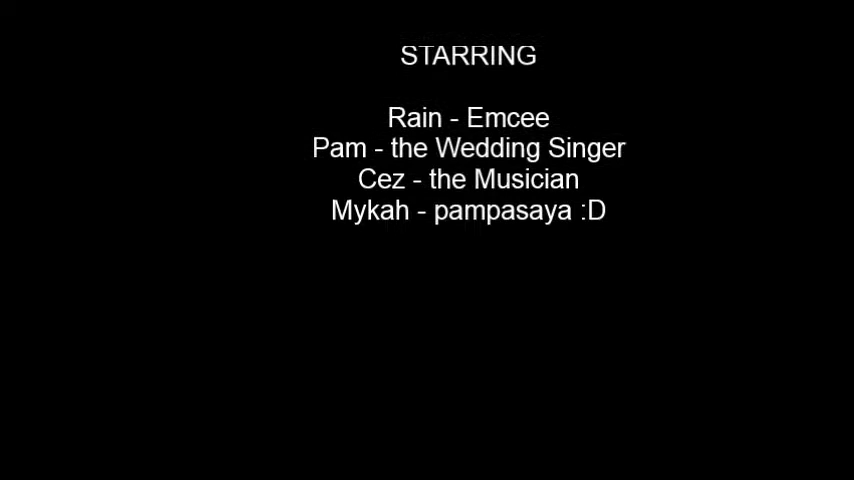 STARRING
Rain - Emcee
Pam - the Wedding Singer
Cez - the Musician
Mykah - pampasaya :D